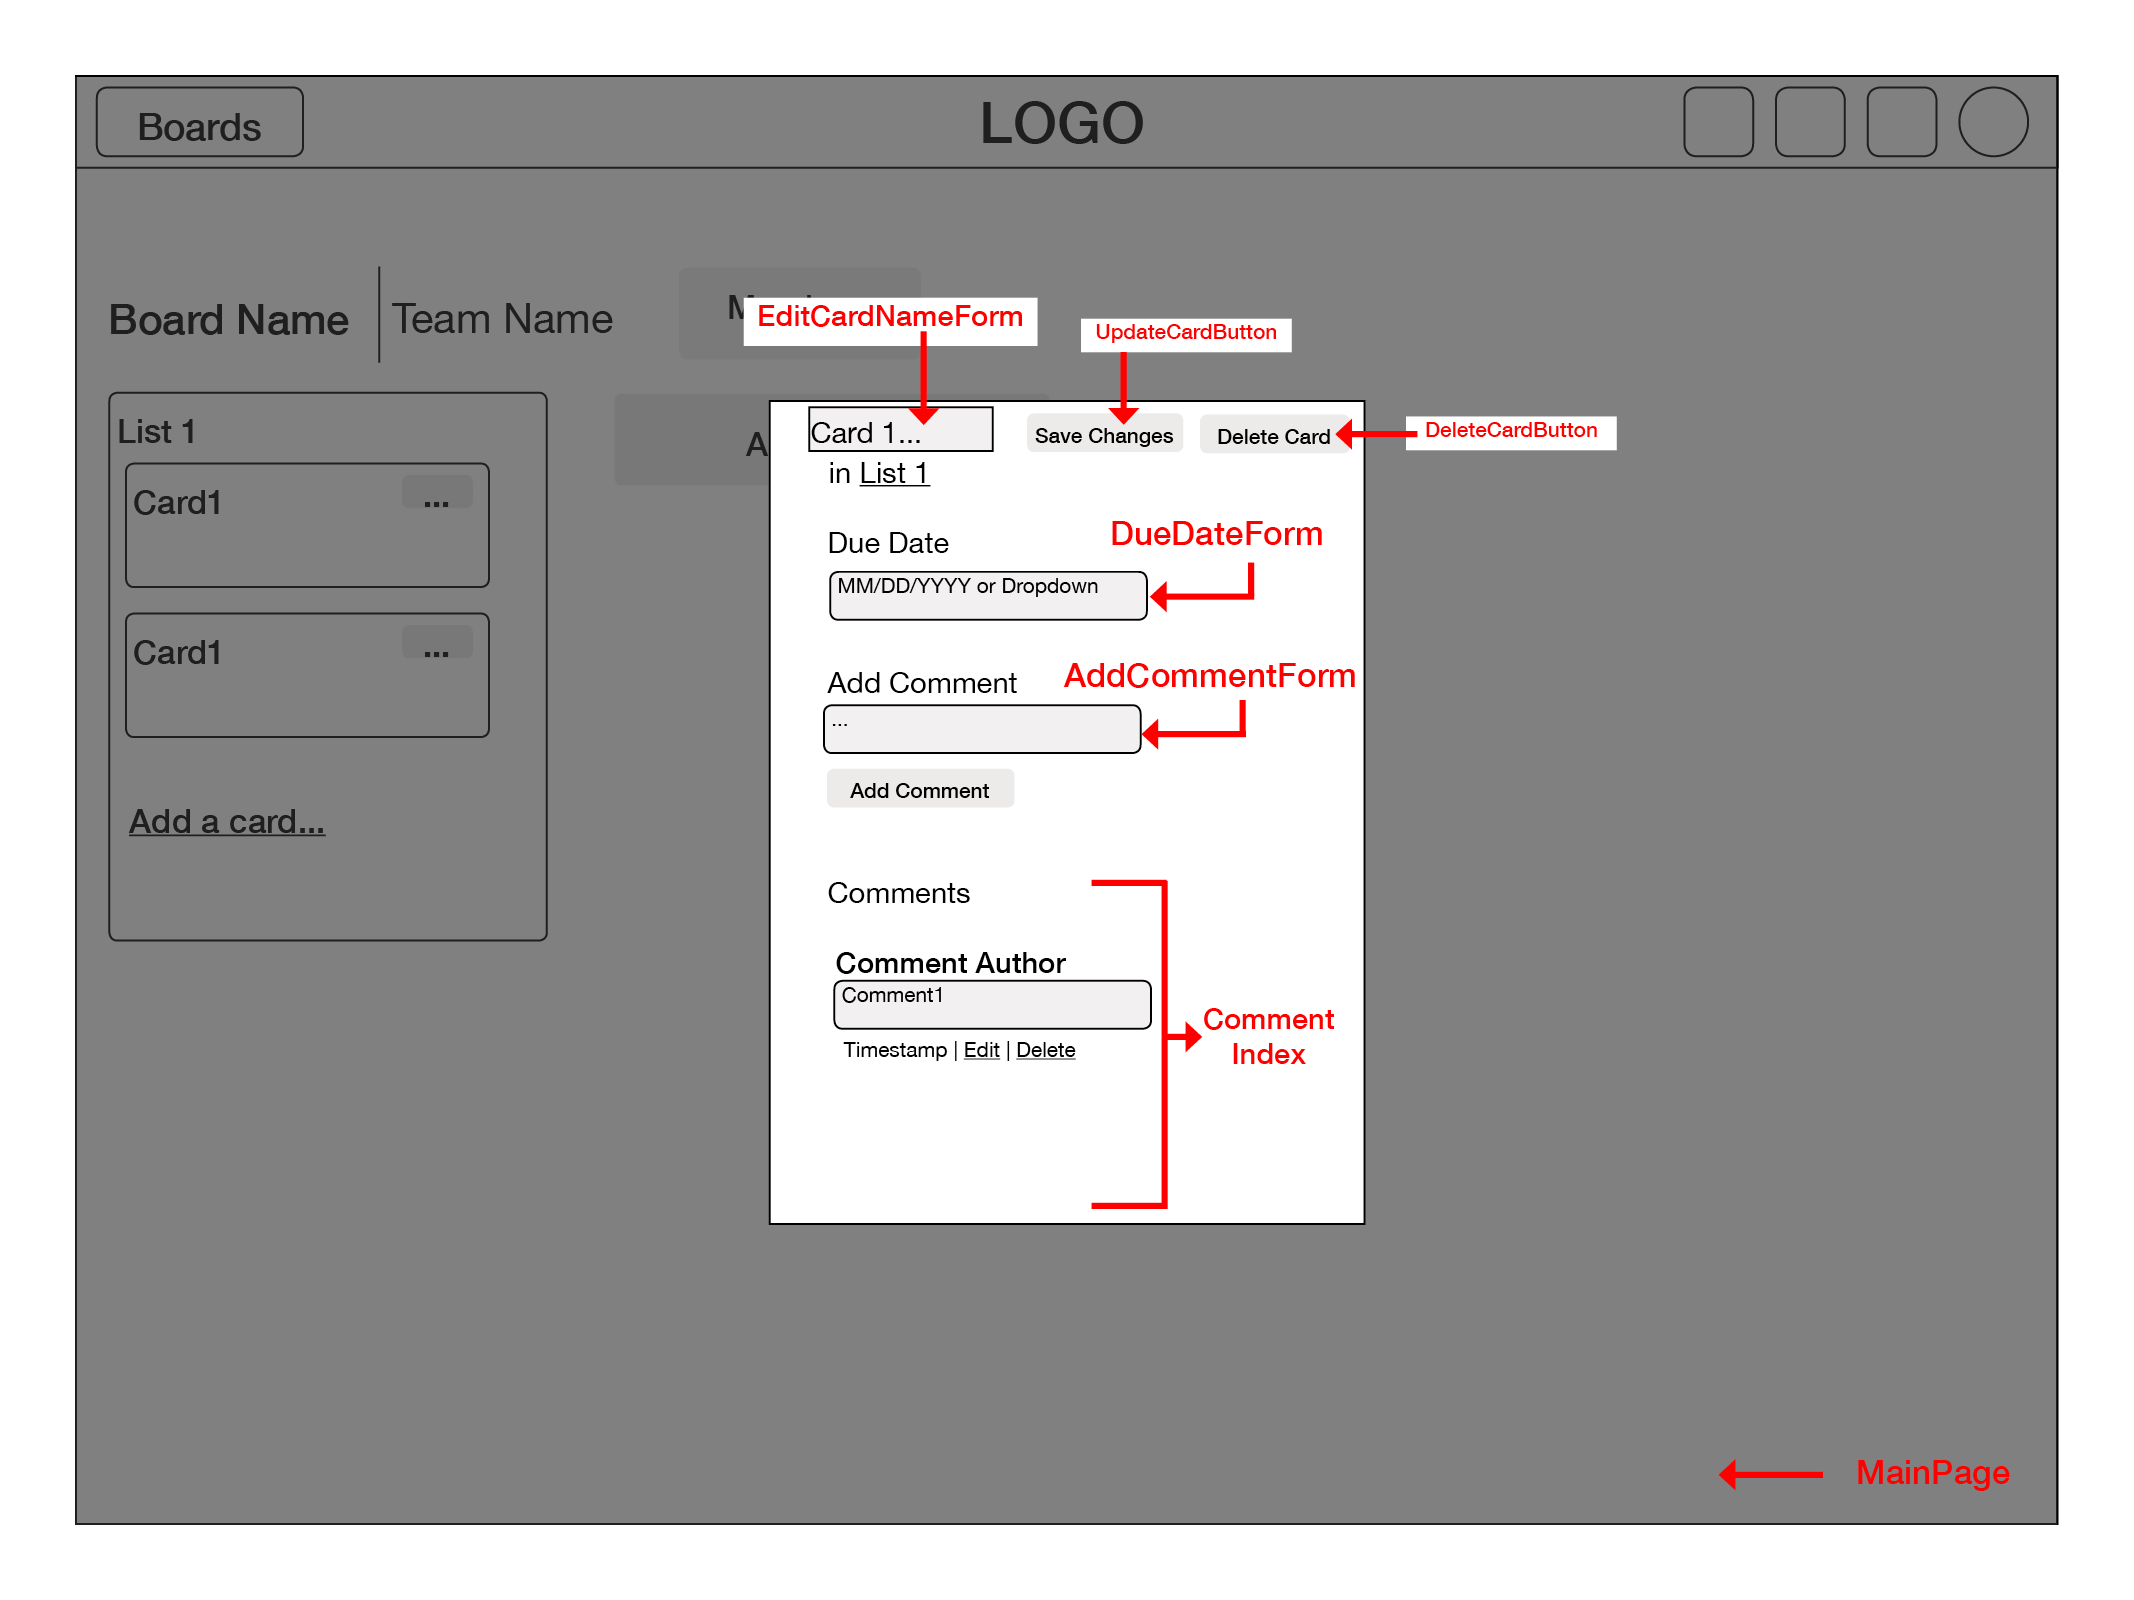 Boards
LOGO
Board Name
Team Name
EditCardNameForm
UpdateCardButton
List 1
Card1
...
Card1
...
Add a card...
Card 1...
Save Changes
Delete Card
DeleteCardButton
in List 1
Due Date
DueDateForm
MM/DD/YYYY or Dropdown
Add Comment
AddCommentForm
...
Add Comment
Comments
Comment Author
Comment1
Timestamp | Edit | Delete
Comment
Index
MainPage